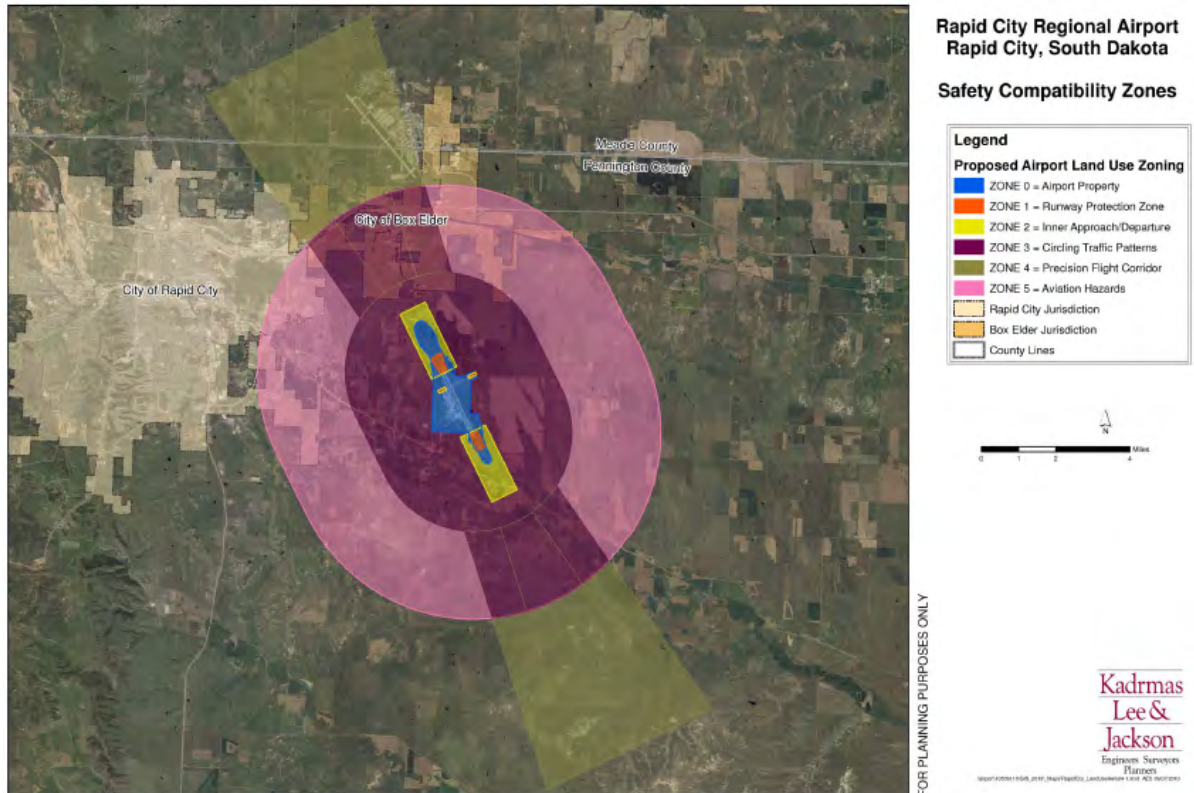 Rapid City Regional Airport
Rapid City, South Dakota
Safety Compatibility Zones
Legend
Proposed Airport Land Use Zoning
ZONE 0 = Airport Property
ZONE 1 = Runway Protection Zone
ZONE 2 = Inner Approach/Departure
ZONE 3 = Circling Traffic Patterns
ZONE 4 = Precision Flight Corridor
ZONE 5 = Aviation Hazards
Rapid City Jurisdiction
Box Elder Jurisdiction
County Lines
Meade County
Pennington County
City of Box Elder
City of Rapid City
N
0 1 2 4 Miles
FOR PLANNING PURPOSES ONLY
Kadrmas
Lee &
Jackson
Engineers Surveyors
Planners